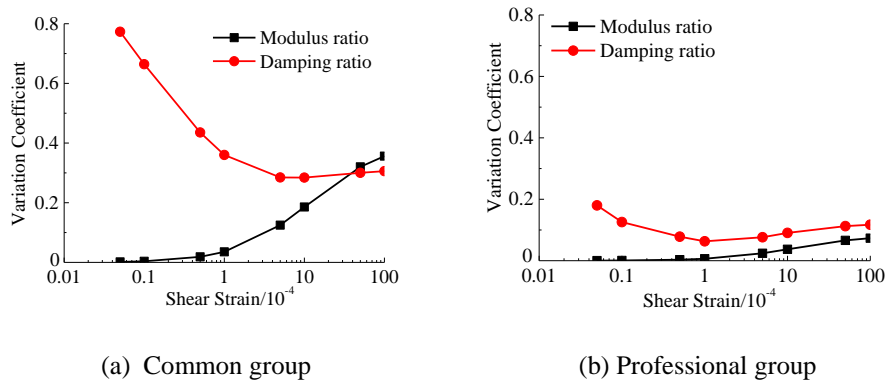 0.8
0.6
0.4
0.2
0
Variation Coefficient
Modulus ratio
Damping ratio
0.01
0.1
1
10
100
Shear Strain/10⁻⁴
(a) Common group
0.8
0.6
0.4
0.2
0
Variation Coefficient
Modulus ratio
Damping ratio
0.01
0.1
1
10
100
Shear Strain/10⁻⁴
(b) Professional group